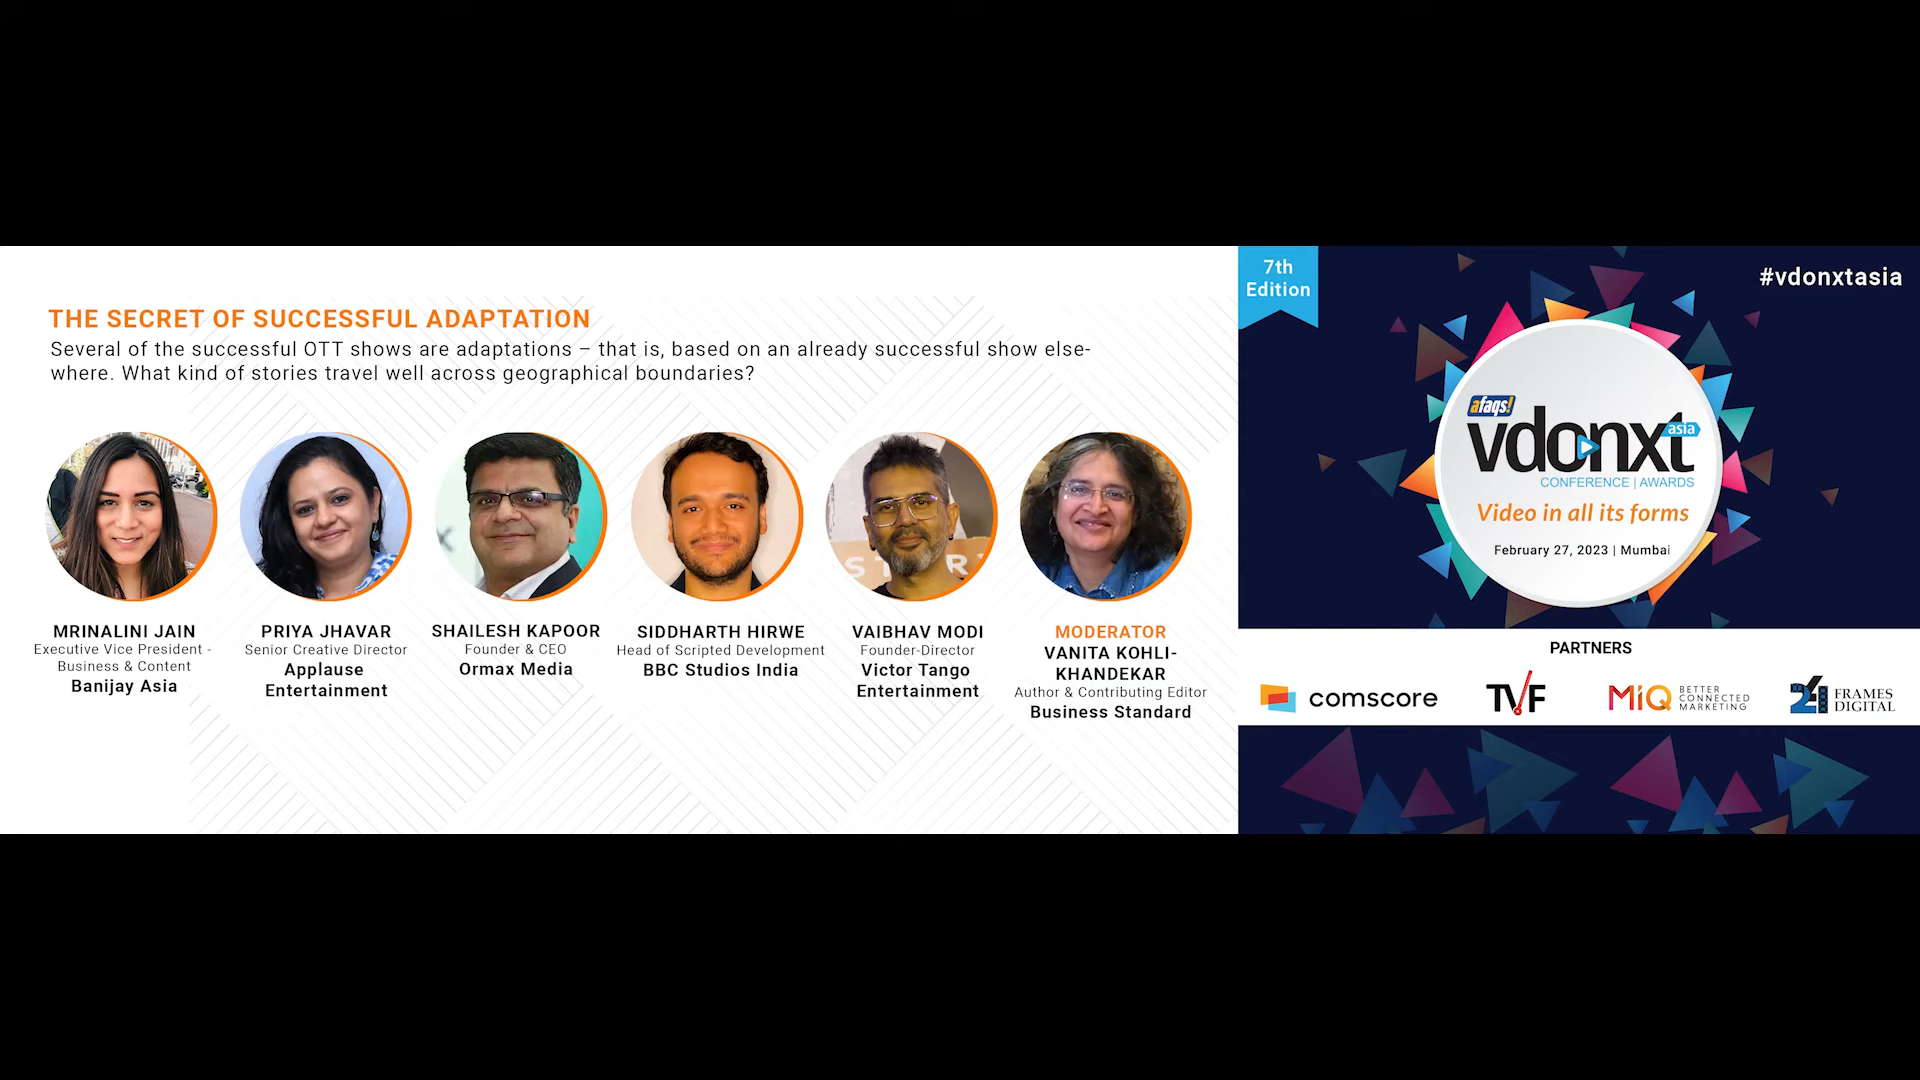 THE SECRET OF SUCCESSFUL ADAPTATION
Several of the successful OTT shows are adaptations – that is, based on an already successful show else-
where. What kind of stories travel well across geographical boundaries?
MRINALINI JAIN
Executive Vice President -
Business & Content
Banijay Asia
PRIYA JHAVAR
Senior Creative Director
Applause
Entertainment
SHAILESH KAPOOR
Founder & CEO
Ormax Media
SIDDHARTH HIRWE
Head of Scripted Development
BBC Studios India
VAIBHAV MODI
Founder-Director
Victor Tango
Entertainment
MODERATOR
VANITA KOHLI-
KHANDEKAR
Author & Contributing Editor
Business Standard
7th
Edition
#vdonxtasia
afaqs!
vdonxt
asia
CONFERENCE | AWARDS
Video in all its forms
February 27, 2023 | Mumbai
PARTNERS
comscore
TVF
MiQ
BETTER
CONNECTED
MARKETING
24
FRAMES
DIGITAL